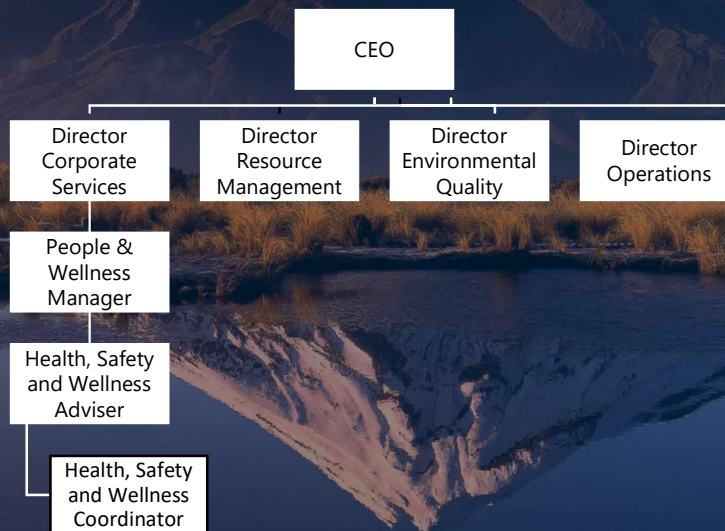 CEO
Director
Corporate
Services
Director
Resource
Management
Director
Environmental
Quality
Director
Operations
People &
Wellness
Manager
Health, Safety
and Wellness
Adviser
Health, Safety
and Wellness
Coordinator